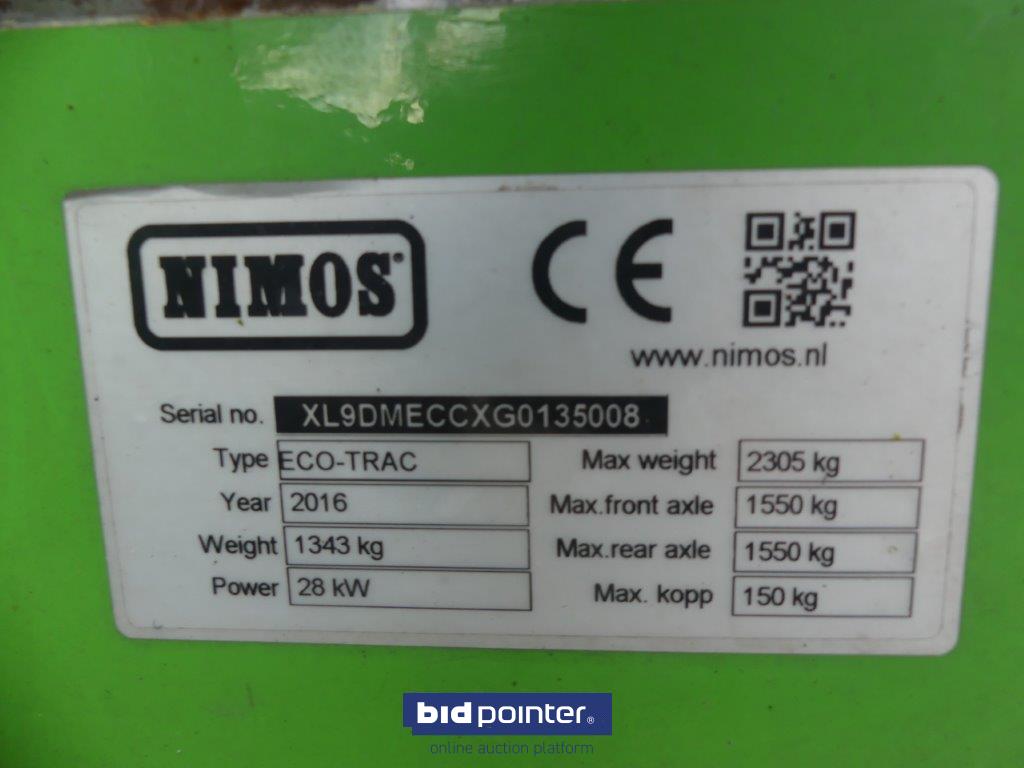 NIMOS®
CE
www.nimos.nl
Serial no. XL9DMECCXG0135008
Type ECO-TRAC Max weight 2305 kg
Year 2016 Max.front axle 1550 kg
Weight 1343 kg Max.rear axle 1550 kg
Power 28 kW Max. kopp 150 kg
bidpointer®
online auction platform